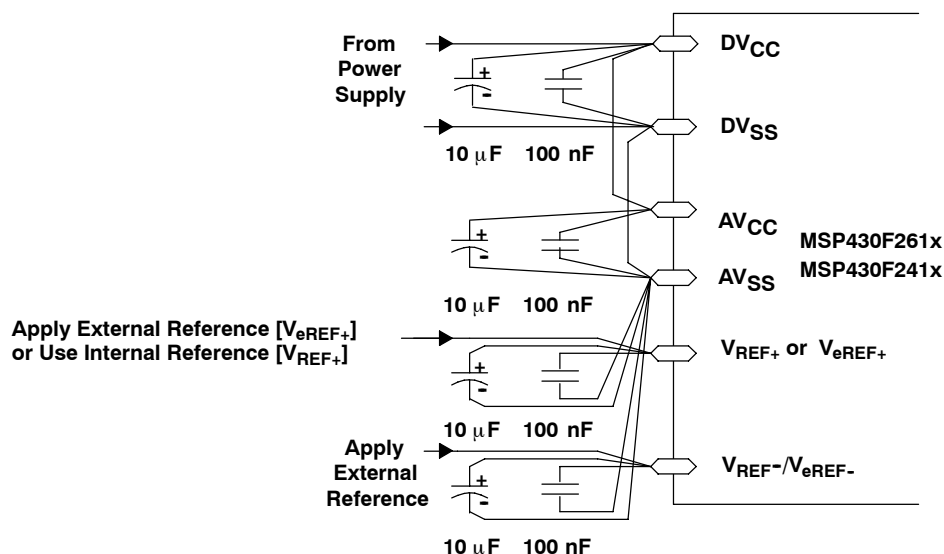 From
Power
Supply
+
-
10 μF 100 nF
DVCC
DVSS
+
-
10 μF 100 nF
AVCC
AVSS
MSP430F261x
MSP430F241x
Apply External Reference [VeREF+]
or Use Internal Reference [VREF+]
+
-
10 μF 100 nF
VREF+ or VeREF+
Apply
External
Reference
+
-
10 μF 100 nF
VREF-/VeREF-